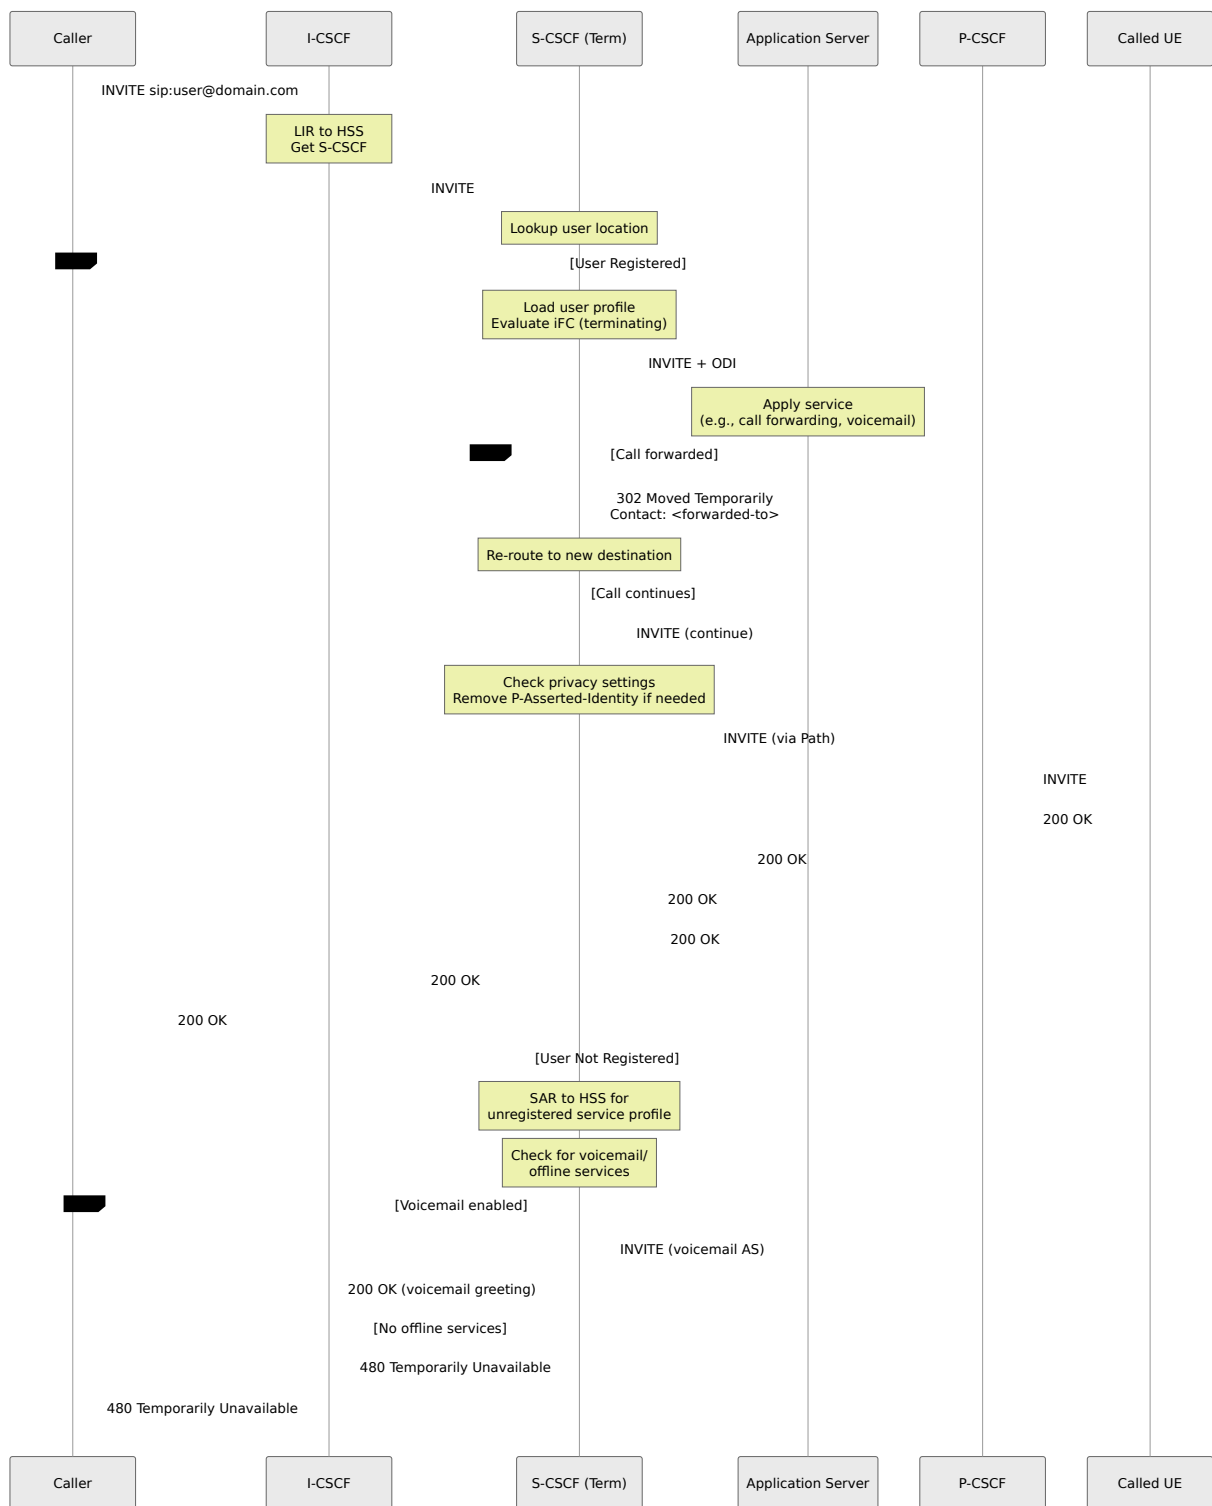 Caller
I-CSCF
S-CSCF (Term)
Application Server
P-CSCF
Called UE
INVITE sip:user@domain.com
LIR to HSS
Get S-CSCF
INVITE
Lookup user location
[User Registered]
Load user profile
Evaluate iFC (terminating)
INVITE + ODI
Apply service
(e.g., call forwarding, voicemail)
[Call forwarded]
302 Moved Temporarily
Contact: <forwarded-to>
Re-route to new destination
[Call continues]
INVITE (continue)
Check privacy settings
Remove P-Asserted-Identity if needed
INVITE (via Path)
INVITE
200 OK
200 OK
200 OK
200 OK
200 OK
200 OK
[User Not Registered]
SAR to HSS for
unregistered service profile
Check for voicemail/
offline services
[Voicemail enabled]
INVITE (voicemail AS)
200 OK (voicemail greeting)
[No offline services]
480 Temporarily Unavailable
480 Temporarily Unavailable
Caller
I-CSCF
S-CSCF (Term)
Application Server
P-CSCF
Called UE